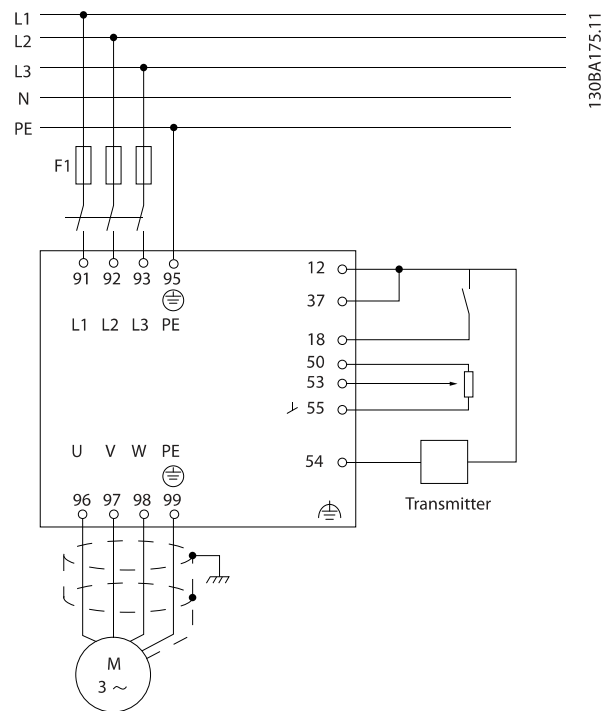 L1
L2
L3
N
PE
130BA175.11
F1
91 92 93 95
L1 L2 L3 PE
12
37
18
50
53
55
54
Transmitter
U V W PE
96 97 98 99
M
3 ~